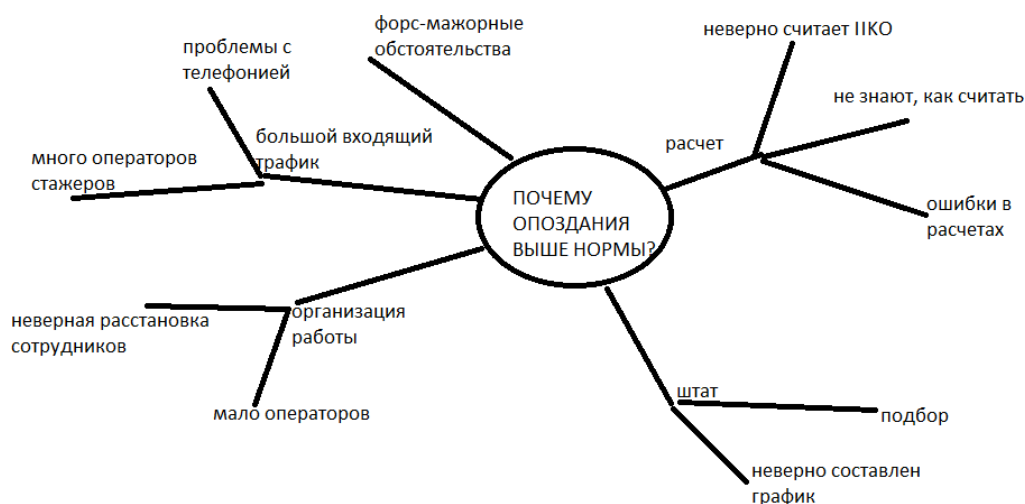 форс-мажорные
обстоятельства
неверно считает IIKO
проблемы с
телефонией
не знают, как считать
большой входящий
трафик
расчет
много операторов
стажеров
ПОЧЕМУ
ОПОЗДАНИЯ
ВЫШЕ НОРМЫ?
ошибки в
расчетах
организация
работы
неверная расстановка
сотрудников
мало операторов
штат
подбор
неверно составлен
график